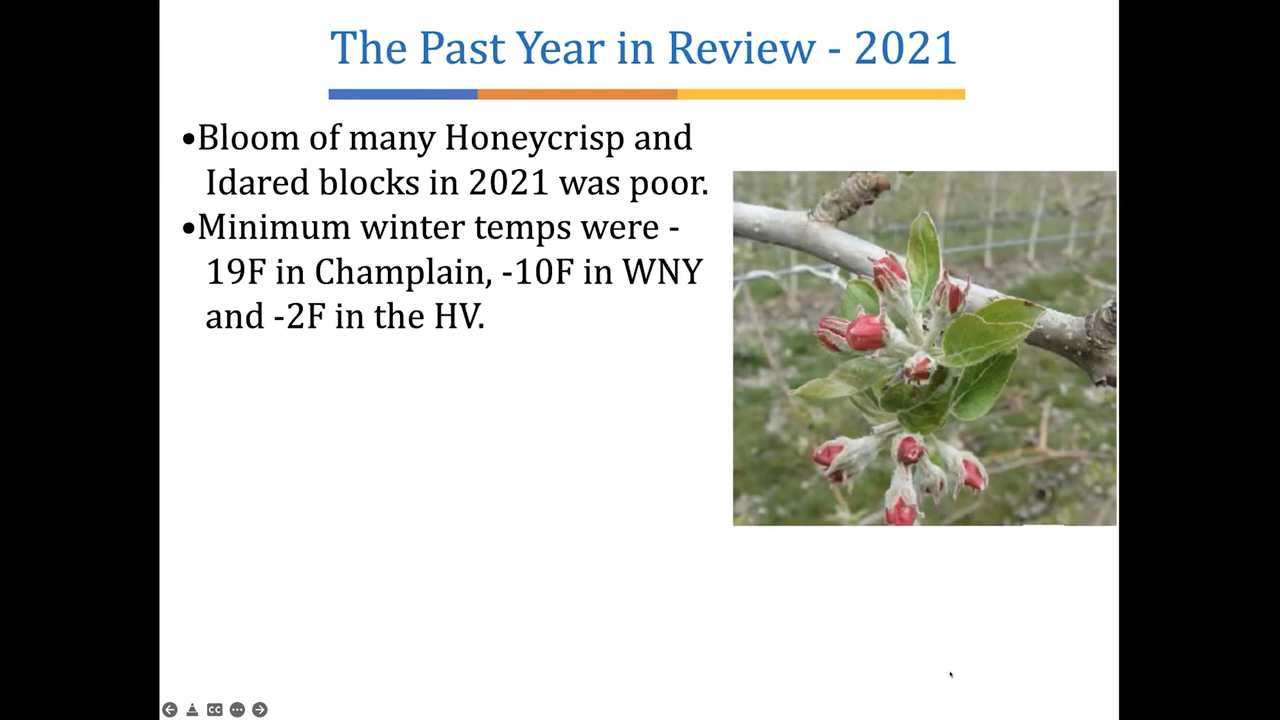 The Past Year in Review - 2021
•Bloom of many Honeycrisp and
Idared blocks in 2021 was poor.
•Minimum winter temps were -
19F in Champlain, -10F in WNY
and -2F in the HV.
CC